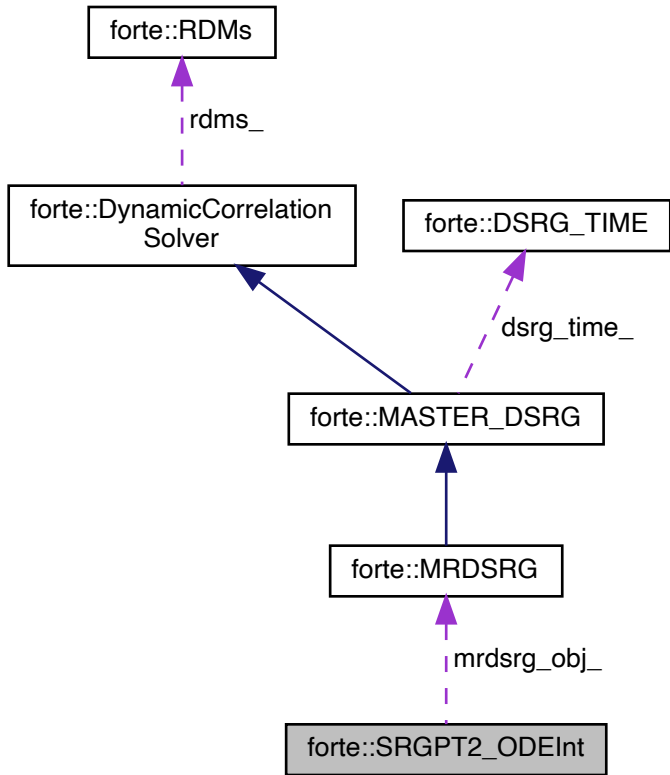 forte::RDMs
rdms_
forte::DynamicCorrelation
Solver
forte::DSRG_TIME
dsrg_time_
forte::MASTER_DSRG
forte::MRDSRG
mrdsrg_obj_
forte::SRGPT2_ODEInt